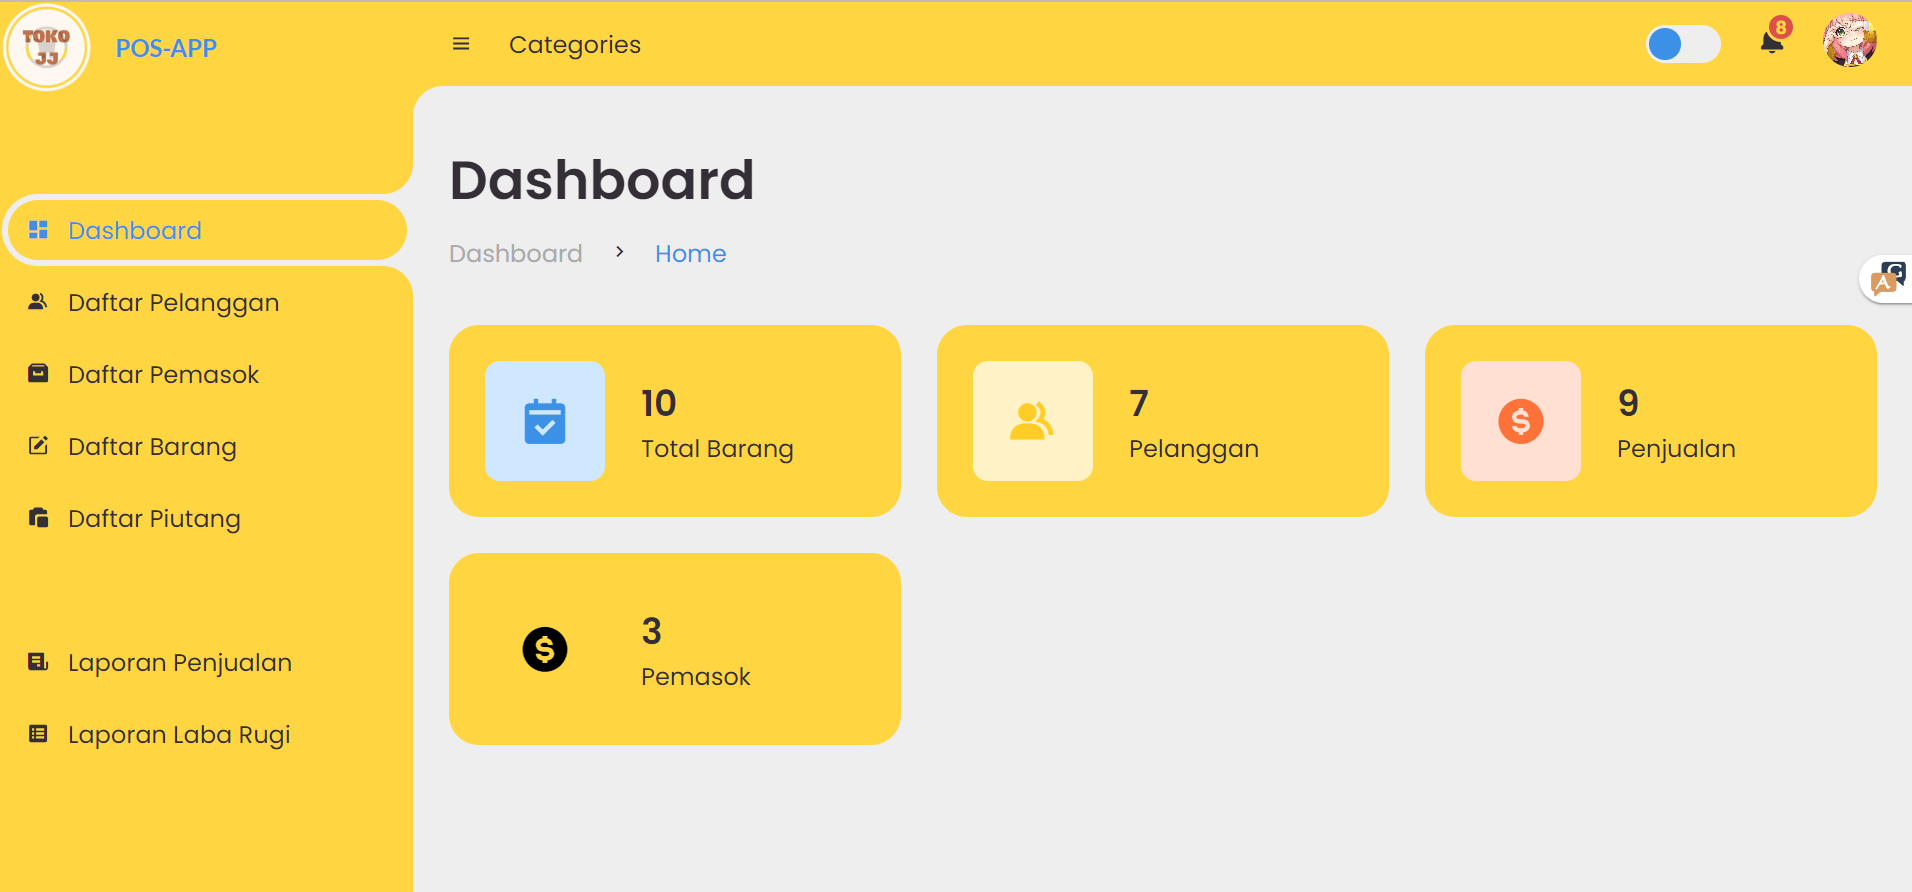 TOKO
JJ
POS-APP
Categories
8
Dashboard
Daftar Pelanggan
Daftar Pemasok
Daftar Barang
Daftar Piutang
Laporan Penjualan
Laporan Laba Rugi
Dashboard
Dashboard
Home
10
Total Barang
7
Pelanggan
9
Penjualan
3
Pemasok
G
A